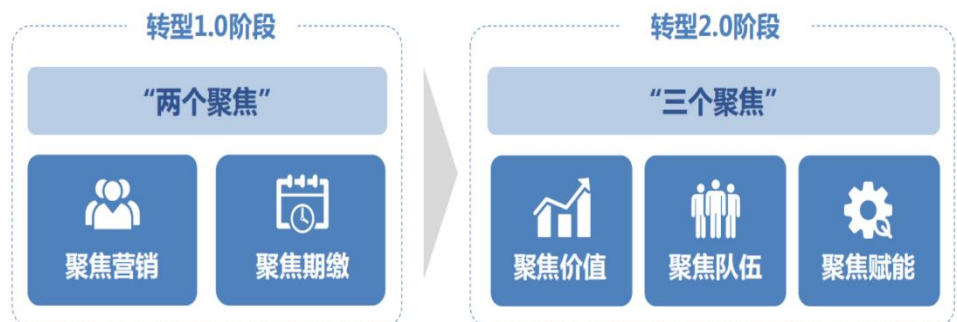 转型1.0阶段
“两个聚焦”
聚焦营销
聚焦期缴
转型2.0阶段
“三个聚焦”
聚焦价值
聚焦队伍
聚焦赋能